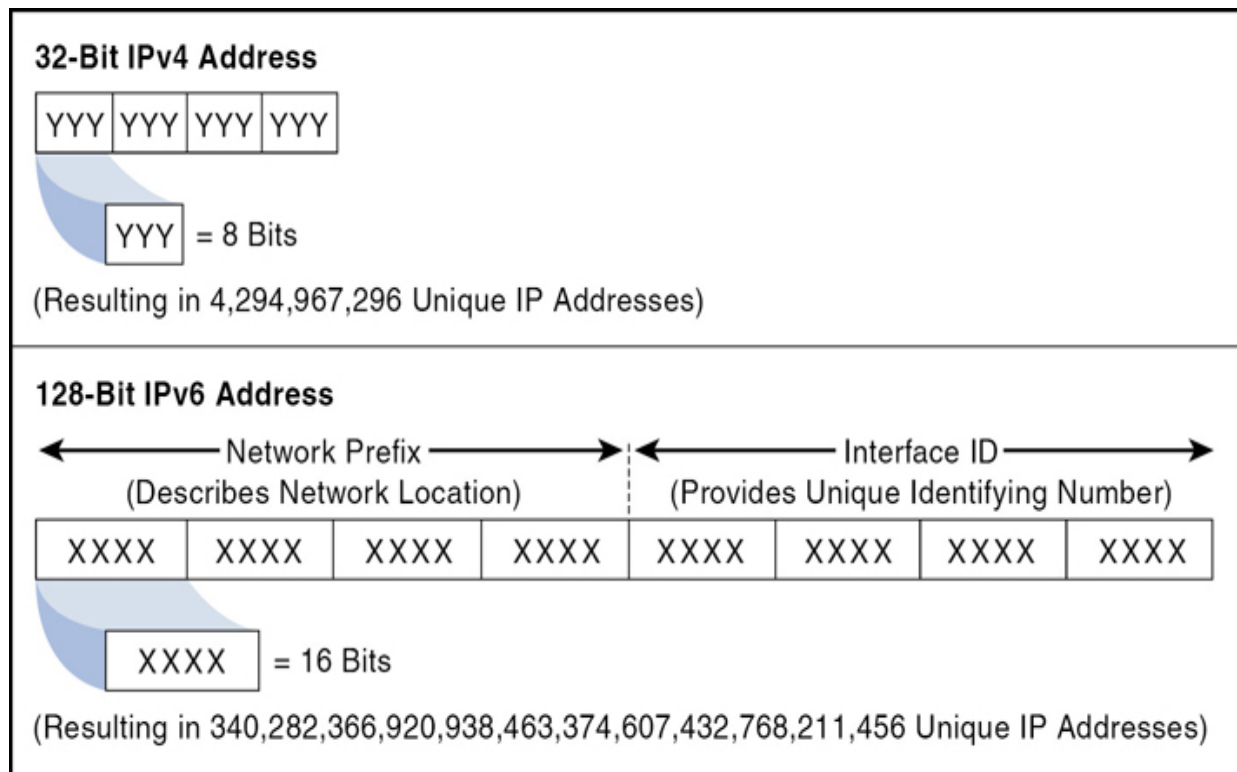 32-Bit IPv4 Address
YYY YYY YYY YYY
YYY = 8 Bits
(Resulting in 4,294,967,296 Unique IP Addresses)
128-Bit IPv6 Address
Network Prefix Interface ID
(Describes Network Location) (Provides Unique Identifying Number)
XXXX XXXX XXXX XXXX XXXX XXXX XXXX XXXX
XXXX = 16 Bits
(Resulting in 340,282,366,920,938,463,374,607,432,768,211,456 Unique IP Addresses)